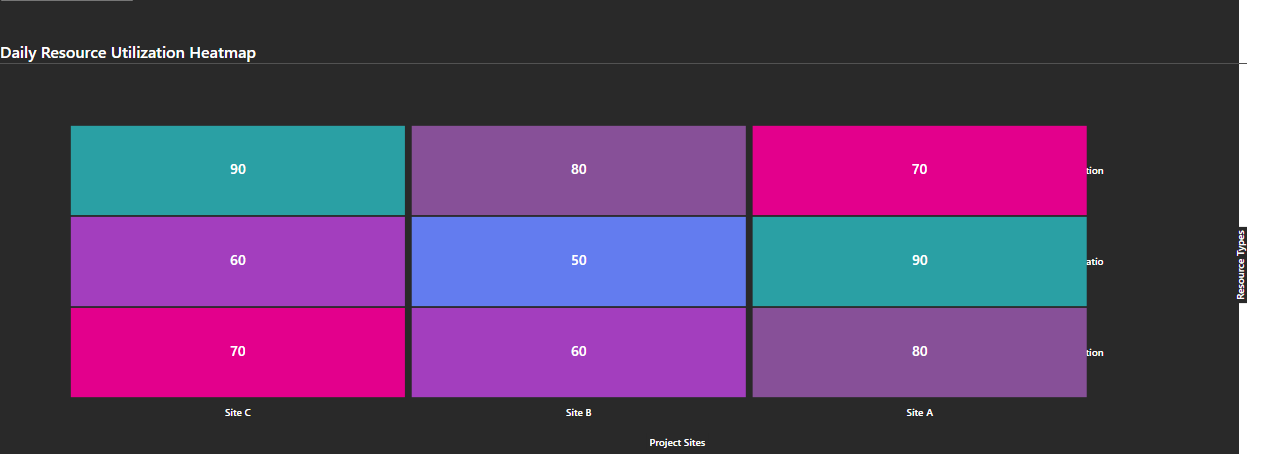 Daily Resource Utilization Heatmap
90 80 70 tion
60 50 90 atio
70 60 80 tion
Resource Types
Site C Site B Site A
Project Sites